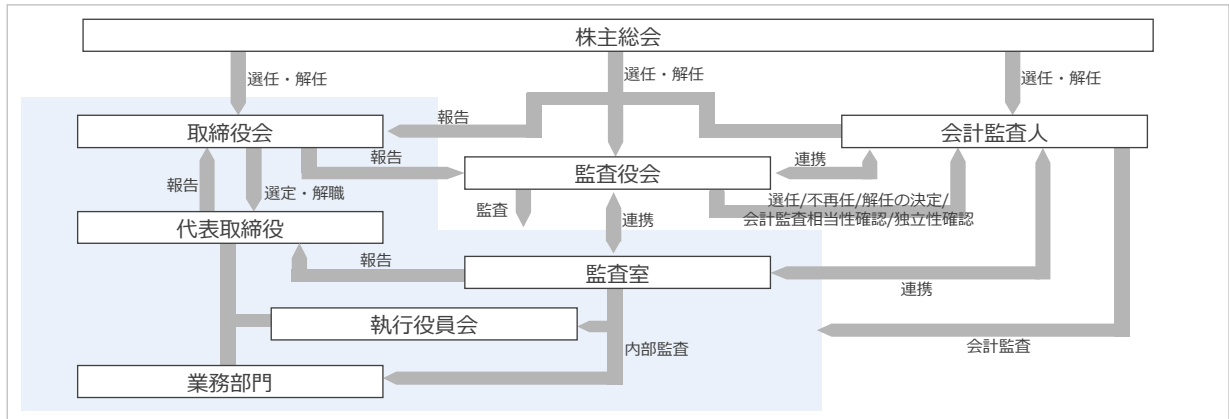 株主総会
選任・解任
選任・解任
選任・解任
報告
取締役会
会計監査人
報告
連携
監査役会
報告
選定・解職
監査
選任/不再任/解任の決定/
会計監査相当性確認/独立性確認
代表取締役
連携
報告
監査室
連携
執行役員会
内部監査
会計監査
業務部門